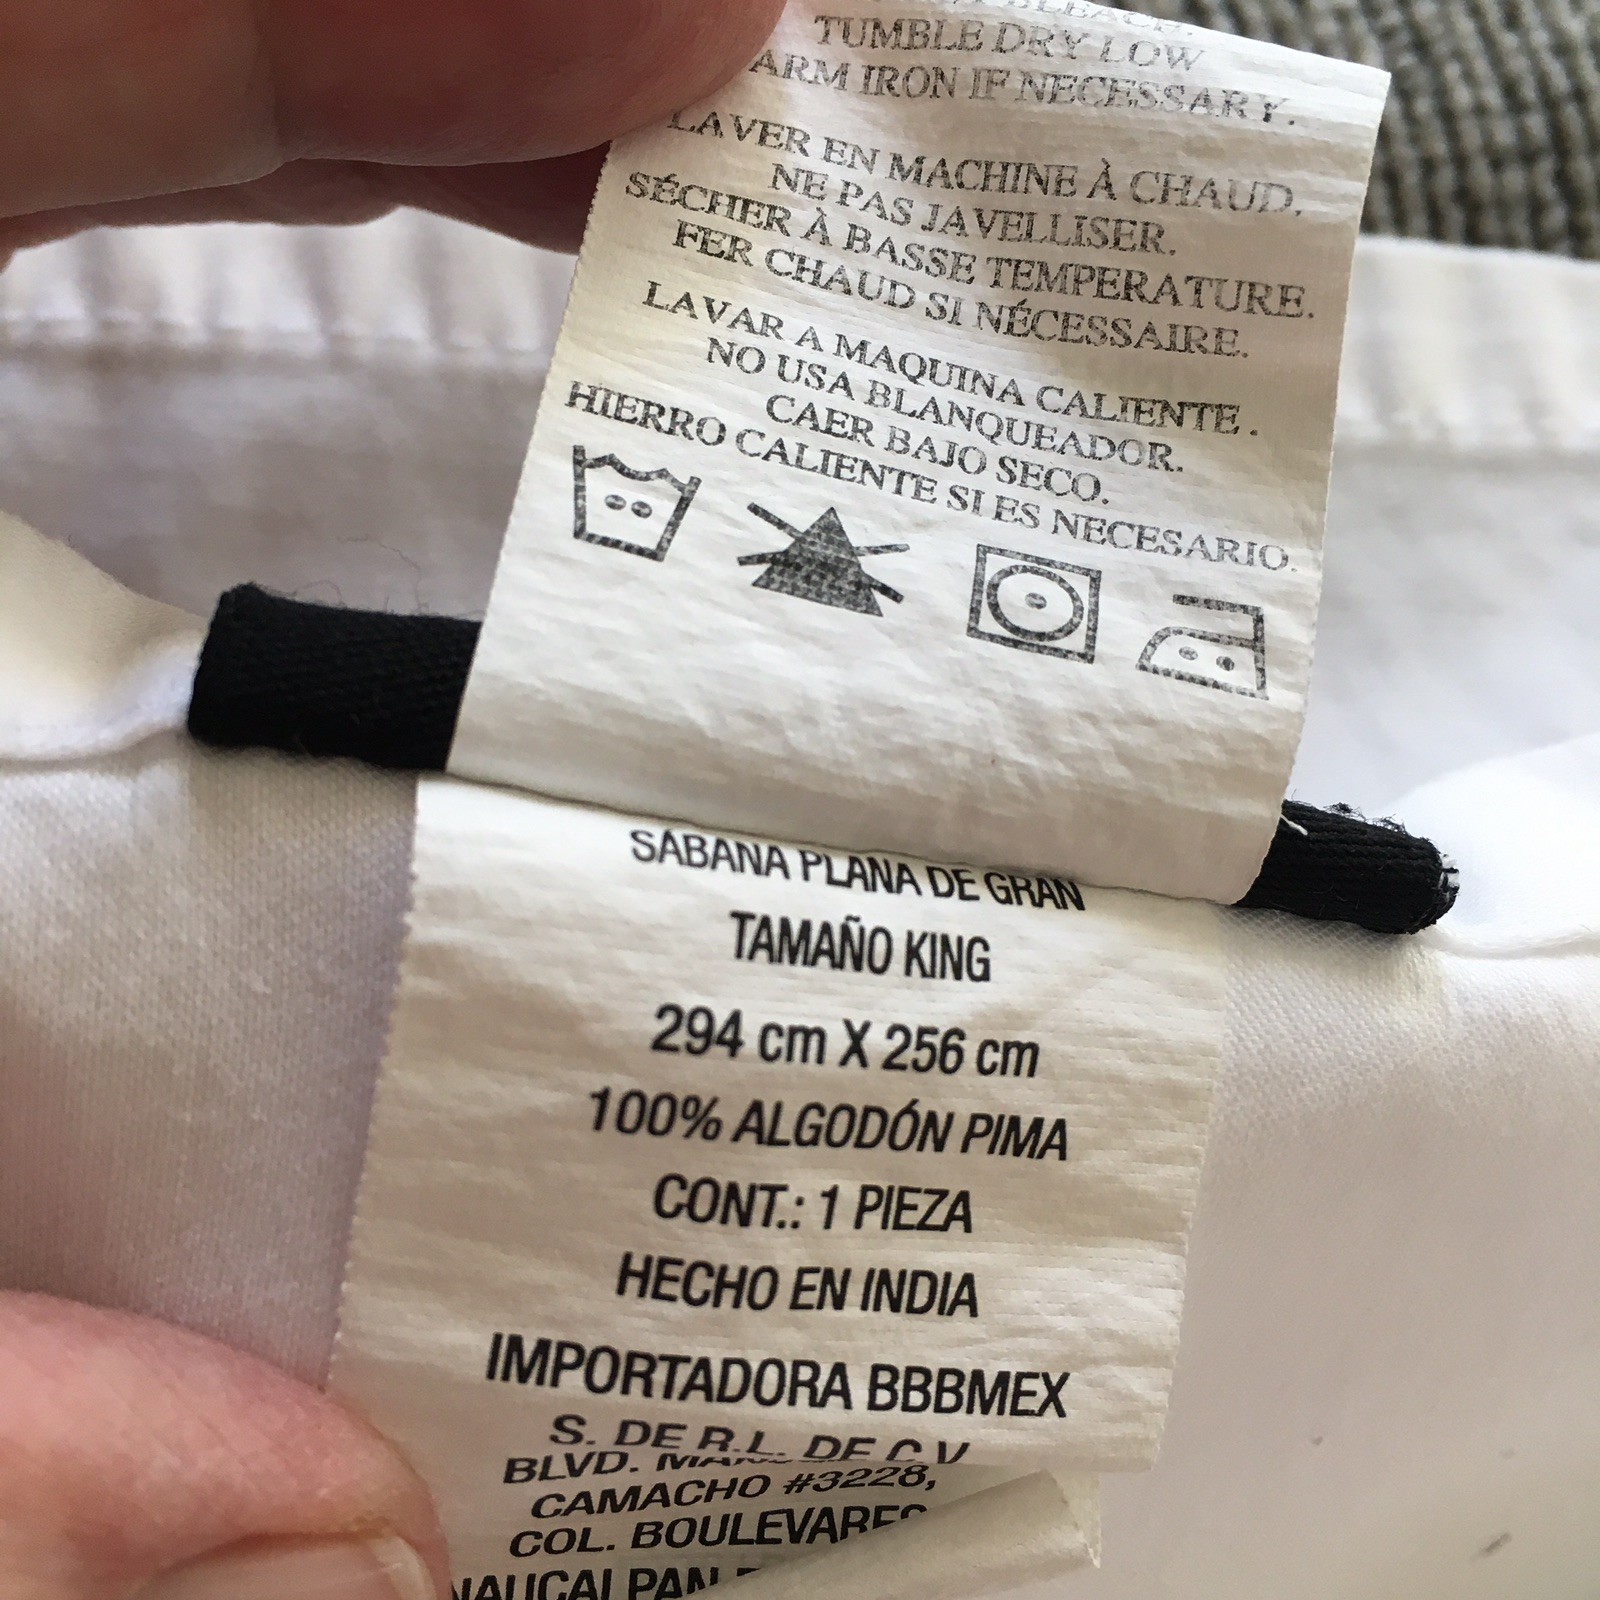 BLEACH.
TUMBLE DRY LOW
ARM IRON IF NECESSARY.
LAVER EN MACHINE À CHAUD.
NE PAS JAVELLISER.
SÉCHER À BASSE TEMPERATURE.
FER CHAUD SI NÉCESSAIRE.
LAVAR A MAQUINA CALIENTE.
NO USA BLANQUEADOR.
CAER BAJO SECO.
HIERRO CALIENTE SI ES NECESARIO.
SÁBANA PLANA DE GRAN
TAMAÑO KING
294 cm X 256 cm
100% ALGODÓN PIMA
CONT.: 1 PIEZA
HECHO EN INDIA
IMPORTADORA BBBMEX
S. DE R.L. DE C.V
BLVD.
CAMACHO #3228,
COL. BOULEVARES
NAUCALPAN